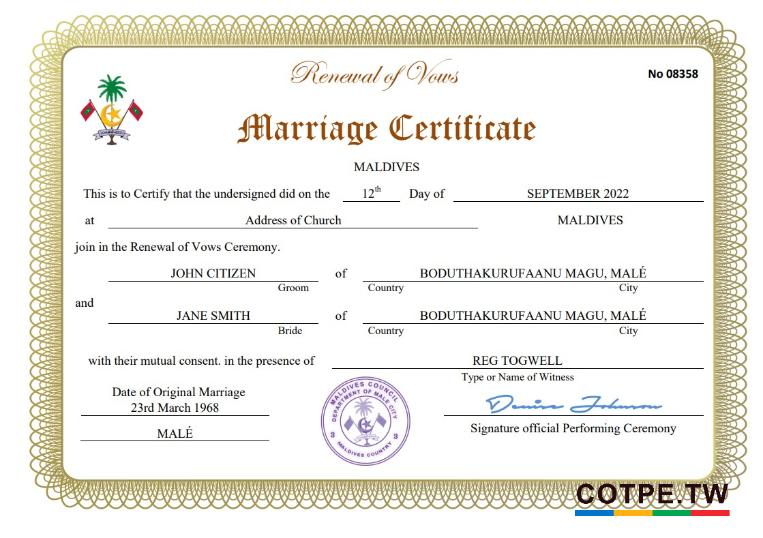 Renewal of Vows
No 08358
Marriage Certificate
MALDIVES
This is to Certify that the undersigned did on the 12th Day of SEPTEMBER 2022
at Address of Church MALDIVES
join in the Renewal of Vows Ceremony.
JOHN CITIZEN of BODUTHAKURUFAANU MAGU, MALÉ
Groom Country City
and
JANE SMITH of BODUTHAKURUFAANU MAGU, MALÉ
Bride Country City
with their mutual consent. in the presence of REG TOGWELL
Type or Name of Witness
Date of Original Marriage
23rd March 1968
MALÉ
MALDIVES COUNCIL
DEPARTMENT OF MALE CITY
3 3
MALDIVES COUNTRY
Denise Johnson
Signature official Performing Ceremony
COTPE.TW